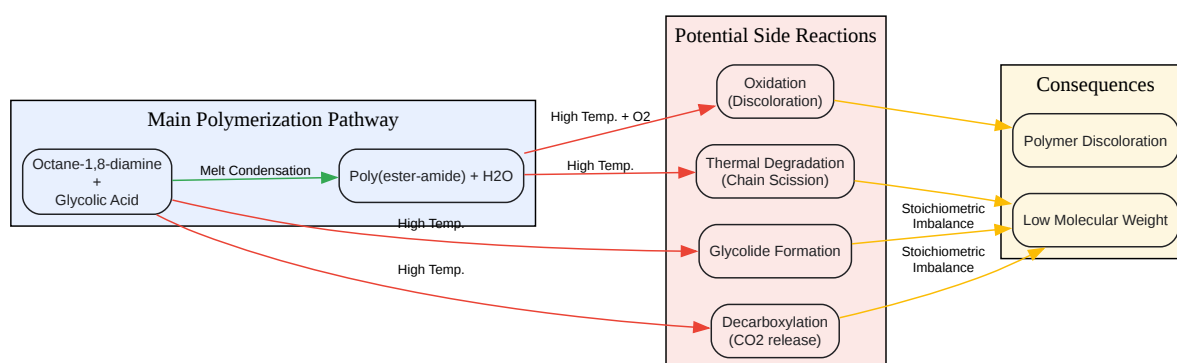 Main Polymerization Pathway
Octane-1,8-diamine
+
Glycolic Acid
Melt Condensation
Poly(ester-amide) + H2O
High Temp. + O2
High Temp.
High Temp.
High Temp.
Potential Side Reactions
Oxidation
(Discoloration)
Thermal Degradation
(Chain Scission)
Glycolide Formation
Decarboxylation
(CO2 release)
Stoichiometric
Imbalance
Stoichiometric
Imbalance
Consequences
Polymer Discoloration
Low Molecular Weight